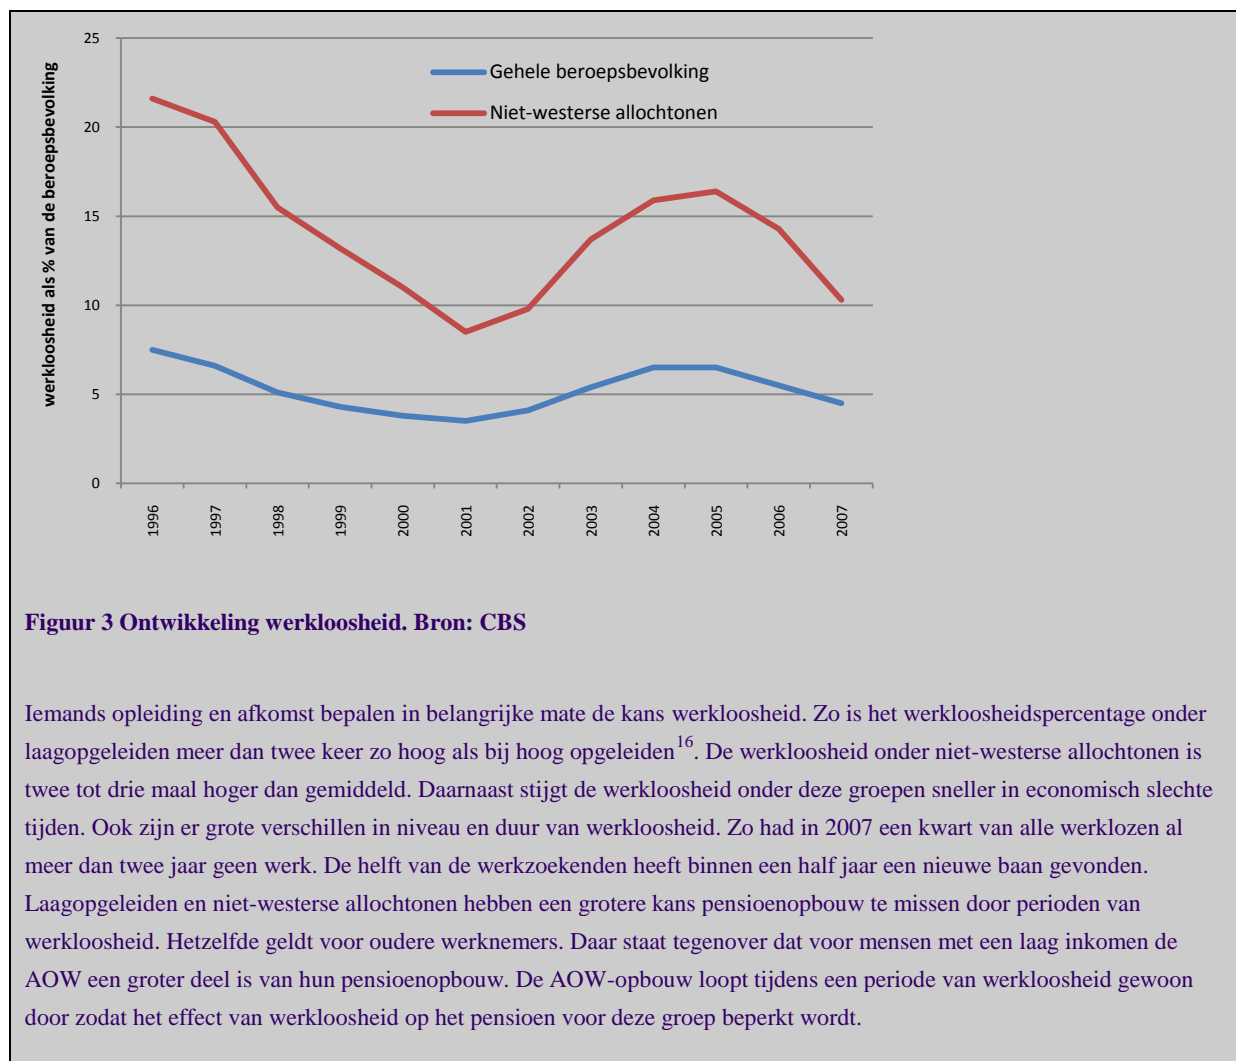 25
20
15
10
5
0
werkloosheid als % van de beroepsbevolking
Gehele beroepsbevolking
Niet-westerse allochtonen
1996
1997
1998
1999
2000
2001
2002
2003
2004
2005
2006
2007
Figuur 3 Ontwikkeling werkloosheid. Bron: CBS
Iemands opleiding en afkomst bepalen in belangrijke mate de kans werkloosheid. Zo is het werkloosheidspercentage onder
laagopgeleiden meer dan twee keer zo hoog als bij hoog opgeleiden16. De werkloosheid onder niet-westerse allochtonen is
twee tot drie maal hoger dan gemiddeld. Daarnaast stijgt de werkloosheid onder deze groepen sneller in economisch slechte
tijden. Ook zijn er grote verschillen in niveau en duur van werkloosheid. Zo had in 2007 een kwart van alle werklozen al
meer dan twee jaar geen werk. De helft van de werkzoekenden heeft binnen een half jaar een nieuwe baan gevonden.
Laagopgeleiden en niet-westerse allochtonen hebben een grotere kans pensioenopbouw te missen door perioden van
werkloosheid. Hetzelfde geldt voor oudere werknemers. Daar staat tegenover dat voor mensen met een laag inkomen de
AOW een groter deel is van hun pensioenopbouw. De AOW-opbouw loopt tijdens een periode van werkloosheid gewoon
door zodat het effect van werkloosheid op het pensioen voor deze groep beperkt wordt.